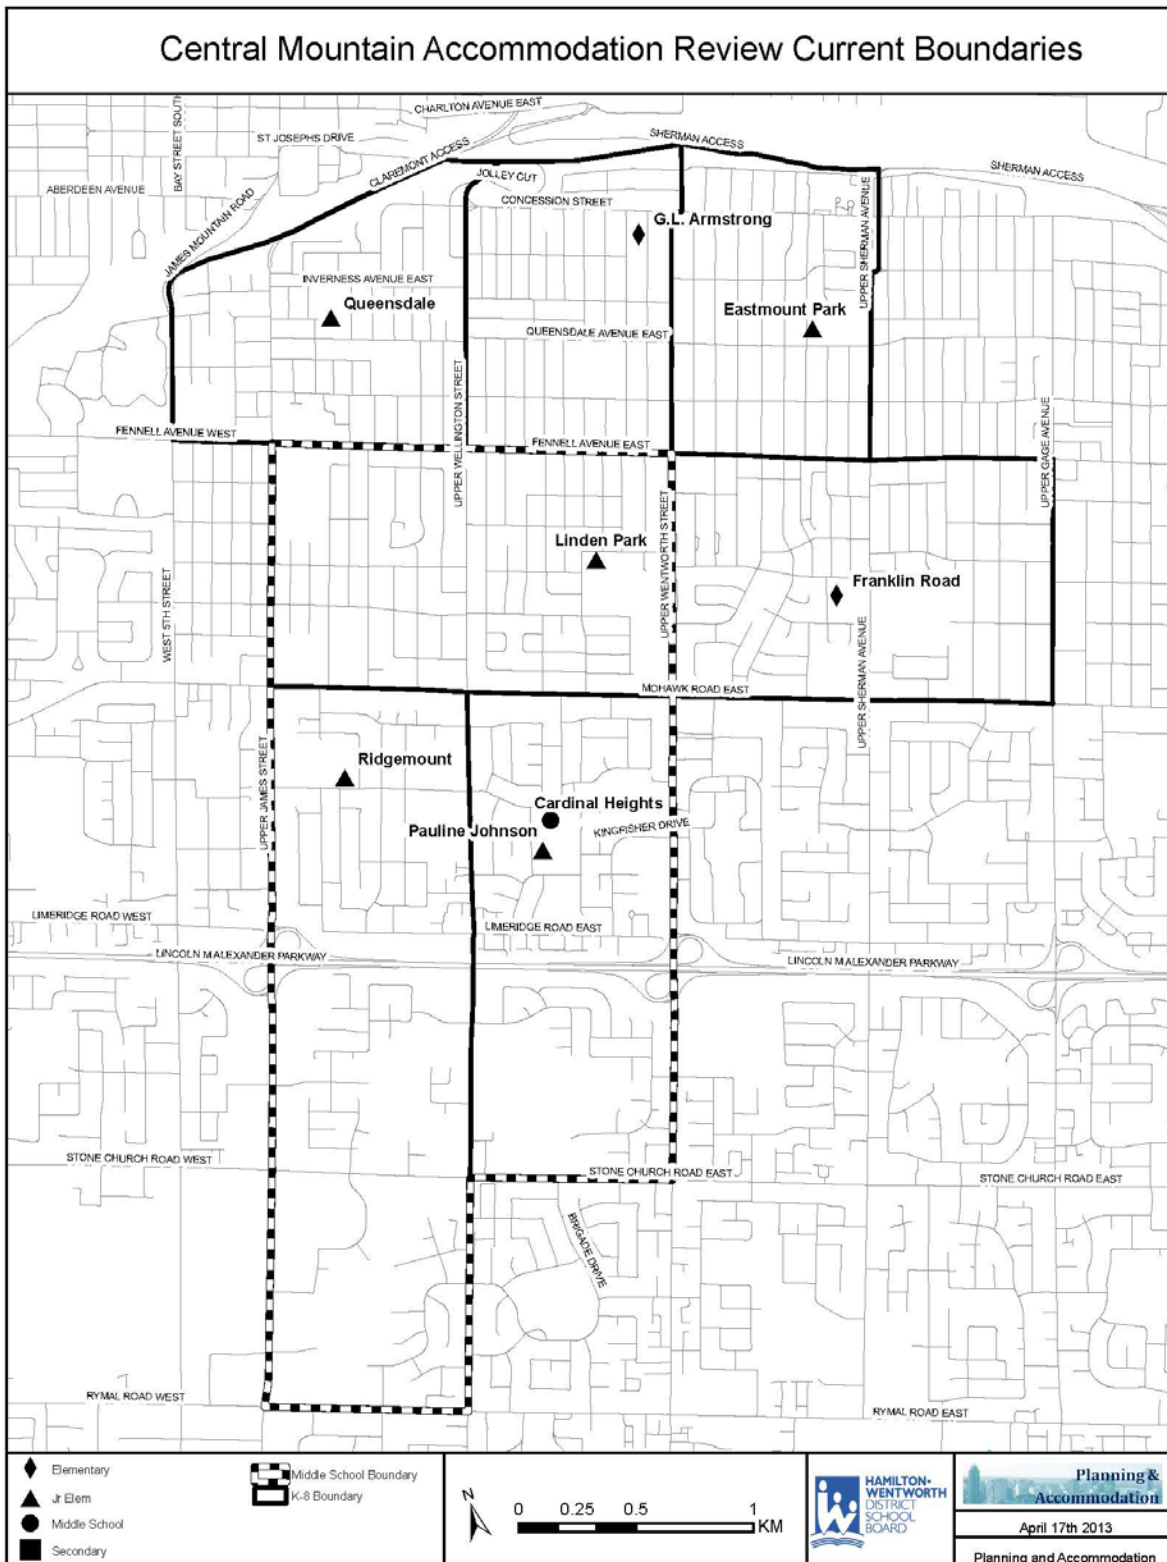 Central Mountain Accommodation Review Current Boundaries
CHARLTON AVENUE EAST
BAY STREET SOUTH
ST JOSEPHS DRIVE
CLAREMONT ACCESS
SHERMAN ACCESS
SHERMAN ACCESS
ABERDEEN AVENUE
JOLLEY CUT
JAMES MOUNTAIN ROAD
CONCESSION STREET
UPPER SHERMAN AVENUE
G.L. Armstrong
INVERNESS AVENUE EAST
Queensdale
Eastmount Park
QUEENSDALE AVENUE EAST
UPPER WELLINGTON STREET
FENNELL AVENUE WEST
FENNELL AVENUE EAST
UPPER GAGE AVENUE
UPPER WENTWORTH STREET
Linden Park
Franklin Road
WEST 5TH STREET
UPPER SHERMAN AVENUE
MOHAWK ROAD EAST
UPPER JAMES STREET
Ridgemount
Cardinal Heights
Pauline Johnson
KINGFISHER DRIVE
LIMERIDGE ROAD WEST
LIMERIDGE ROAD EAST
LINCOLN M ALEXANDER PARKWAY
LINCOLN M ALEXANDER PARKWAY
STONE CHURCH ROAD WEST
STONE CHURCH ROAD EAST
STONE CHURCH ROAD EAST
BRIGADE DRIVE
RYMAL ROAD WEST
RYMAL ROAD EAST
Elementary
Jr Elem
Middle School
Secondary
Middle School Boundary
K-8 Boundary
N
0 0.25 0.5 1
KM
HAMILTON-
WENTWORTH
DISTRICT
SCHOOL
BOARD
Planning &
Accommodation
April 17th 2013
Planning and Accommodation